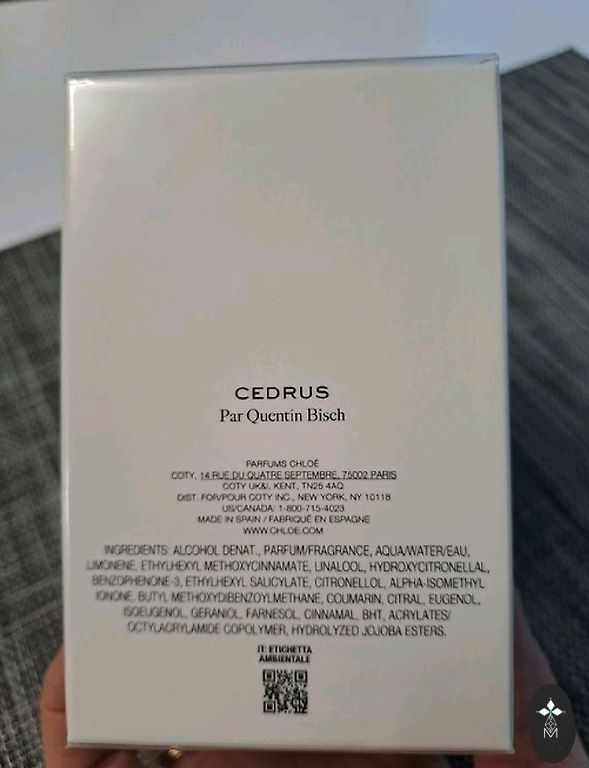 CEDRUS
Par Quentin Bisch
PARFUMS CHLOÉ
COTY, 14 RUE DU QUATRE SEPTEMBRE, 75002 PARIS
COTY UK&I, KENT, TN25 4AQ
DIST. FOR/POUR COTY INC., NEW YORK, NY 10118
US/CANADA: 1-800-715-4023
MADE IN SPAIN / FABRIQUÉ EN ESPAGNE
WWW.CHLOE.COM
INGREDIENTS: ALCOHOL DENAT., PARFUM/FRAGRANCE, AQUA/WATER/EAU,
LIMONENE, ETHYLHEXYL METHOXYCINNAMATE, LINALOOL, HYDROXYCITRONELLAL,
BENZOPHENONE-3, ETHYLHEXYL SALICYLATE, CITRONELLOL, ALPHA-ISOMETHYL
IONONE, BUTYL METHOXYDIBENZOYLMETHANE, COUMARIN, CITRAL, EUGENOL,
ISOEUGENOL, GERANIOL, FARNESOL, CINNAMAL, BHT, ACRYLATES/
OCTYLACRYLAMIDE COPOLYMER, HYDROLYZED JOJOBA ESTERS.
IT: ETICHETTA
AMBIENTALE
M